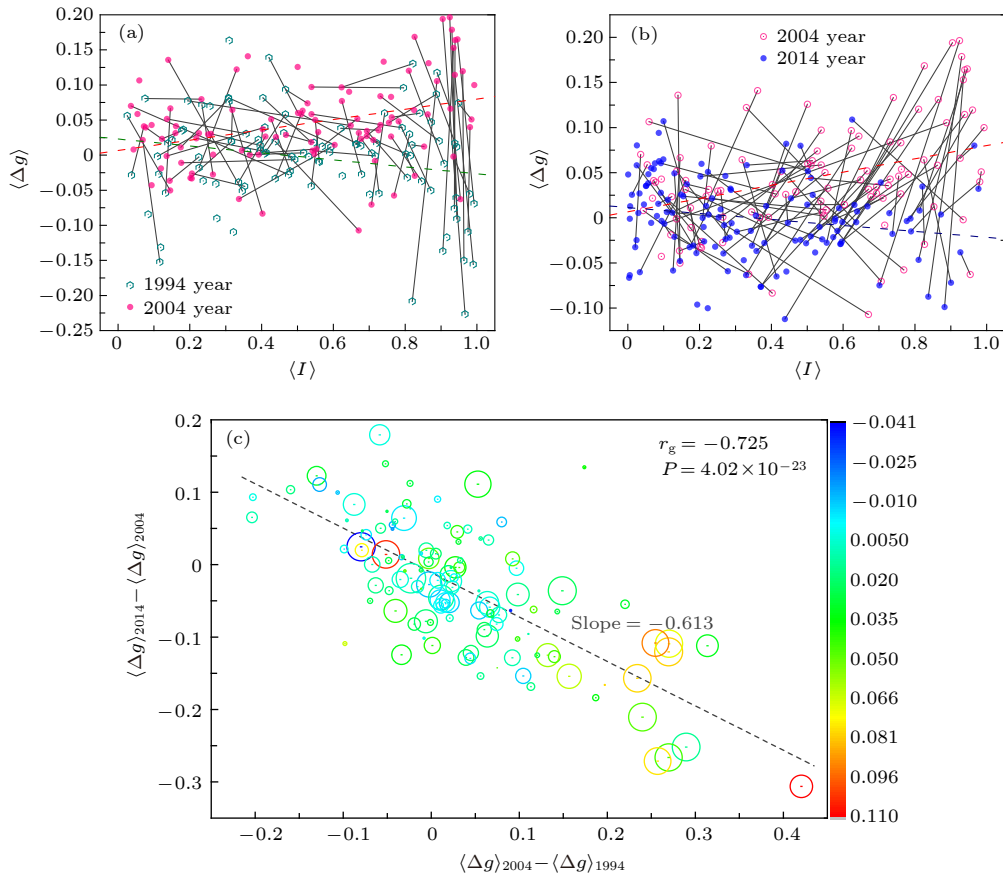 (a)
0.20
0.15
0.10
0.05
0
−0.05
−0.10
−0.15
−0.20
−0.25
⟨Δg⟩
1994 year
2004 year
0 0.2 0.4 0.6 0.8 1.0
⟨I⟩
(b)
2004 year
2014 year
0.20
0.15
0.10
0.05
0
−0.05
−0.10
⟨Δg⟩
0 0.2 0.4 0.6 0.8 1.0
⟨I⟩
(c)
r_g = −0.725
P = 4.02×10^−23
0.2
0.1
0
−0.1
−0.2
−0.3
⟨Δg⟩2014−⟨Δg⟩2004
Slope = −0.613
−0.2 −0.1 0 0.1 0.2 0.3 0.4
⟨Δg⟩2004−⟨Δg⟩1994
−0.041
−0.025
−0.010
0.0050
0.020
0.035
0.050
0.066
0.081
0.096
0.110